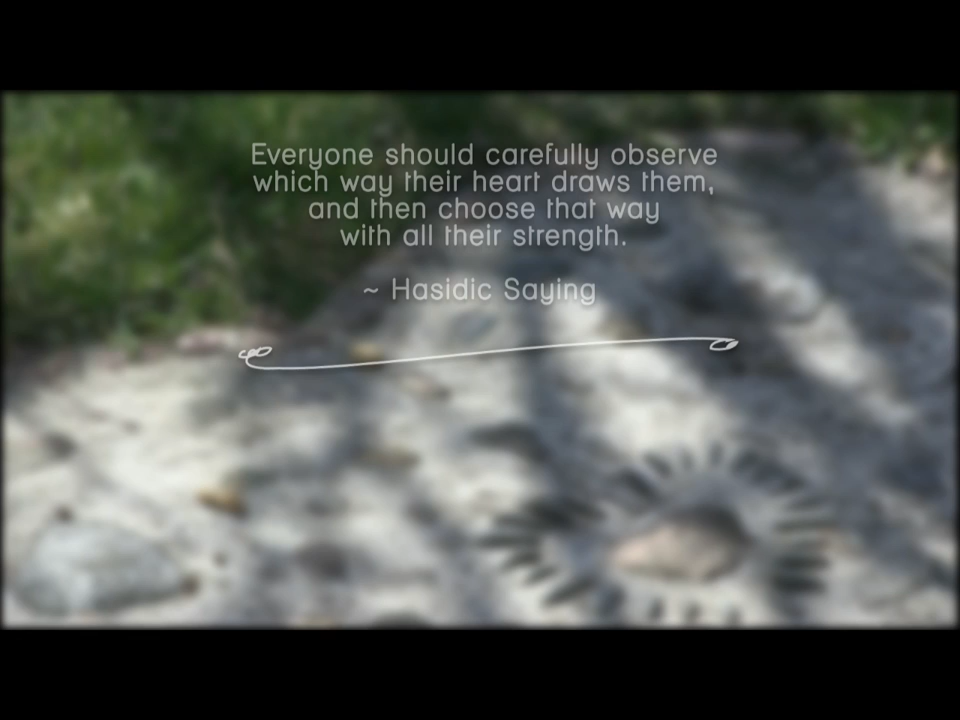 Everyone should carefully observe
which way their heart draws them,
and then choose that way
with all their strength.
~ Hasidic Saying